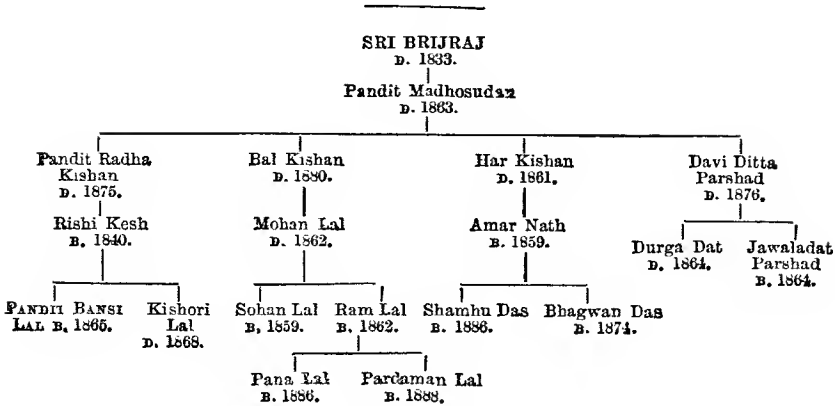 SRI BRIJRAJ
D. 1833.
Pandit Madhosudan
D. 1863.
Pandit Radha
Kishan
D. 1875.
Bal Kishan
D. 1880.
Har Kishan
D. 1861.
Davi Ditta
Parshad
D. 1876.
Rishi Kesh
B. 1840.
Mohan Lal
D. 1862.
Amar Nath
B. 1859.
Durga Dat
D. 1864.
Jawaladat
Parshad
B. 1864.
PANDIT BANSI
LAL B. 1865.
Kishori
Lal
D. 1868.
Sohan Lal
B. 1859.
Ram Lal
B. 1862.
Shamhu Das
B. 1886.
Bhagwan Das
B. 1874.
Pana Lal
B. 1886.
Pardaman Lal
B. 1888.